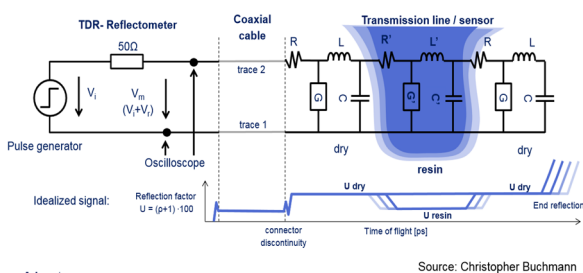 TDR- Reflectometer
Coaxial
cable
Transmission line / sensor
50Ω
R
L
R'
L'
R
L
trace 2
Vi
Vm
(Vi+Vr)
G
C
G'
C'
G
C
trace 1
Pulse generator
Oscilloscope
dry
dry
resin
Idealized signal:
Reflection factor
U = (ρ+1) ·100
U dry
U dry
U resin
End reflection
connector
discontinuity
Time of flight [ps]
Source: Christopher Buchmann